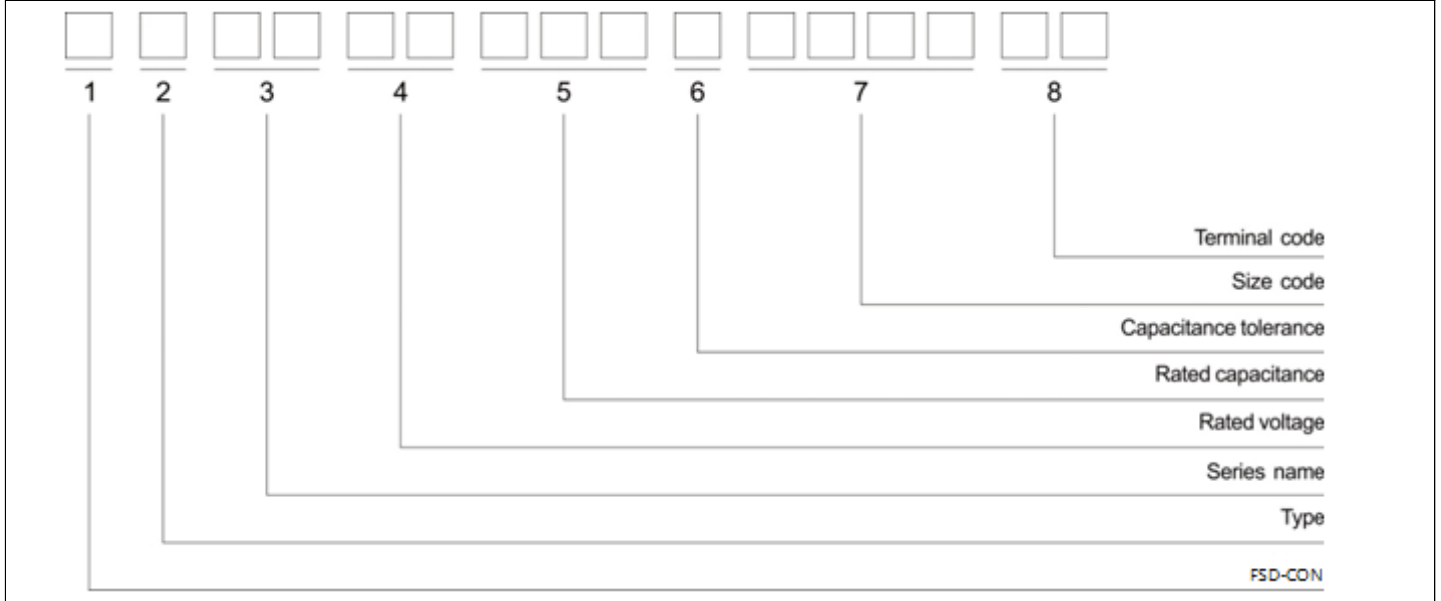 1 2 3 4 5 6 7 8
Terminal code
Size code
Capacitance tolerance
Rated capacitance
Rated voltage
Series name
Type
FSD-CON